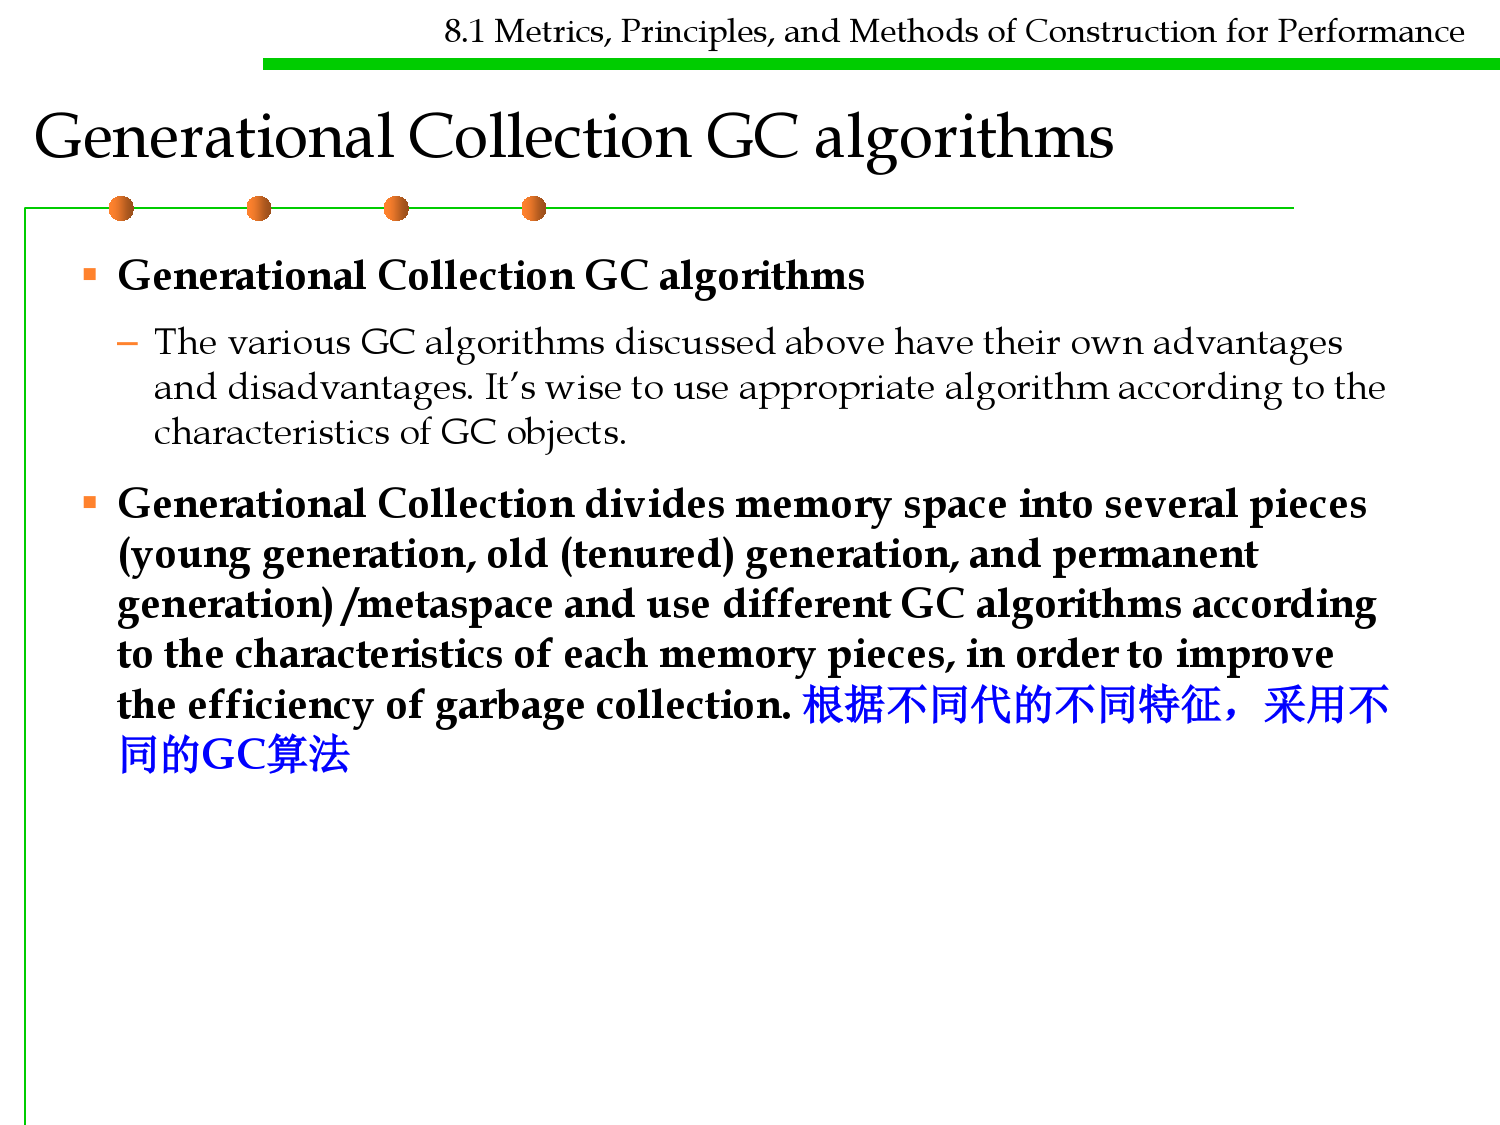 8.1 Metrics, Principles, and Methods of Construction for Performance
Generational Collection GC algorithms
Generational Collection GC algorithms
– The various GC algorithms discussed above have their own advantages
and disadvantages. It’s wise to use appropriate algorithm according to the
characteristics of GC objects.
Generational Collection divides memory space into several pieces
(young generation, old (tenured) generation, and permanent
generation) /metaspace and use different GC algorithms according
to the characteristics of each memory pieces, in order to improve
the efficiency of garbage collection. 根据不同代的不同特征，采用不
同的GC算法